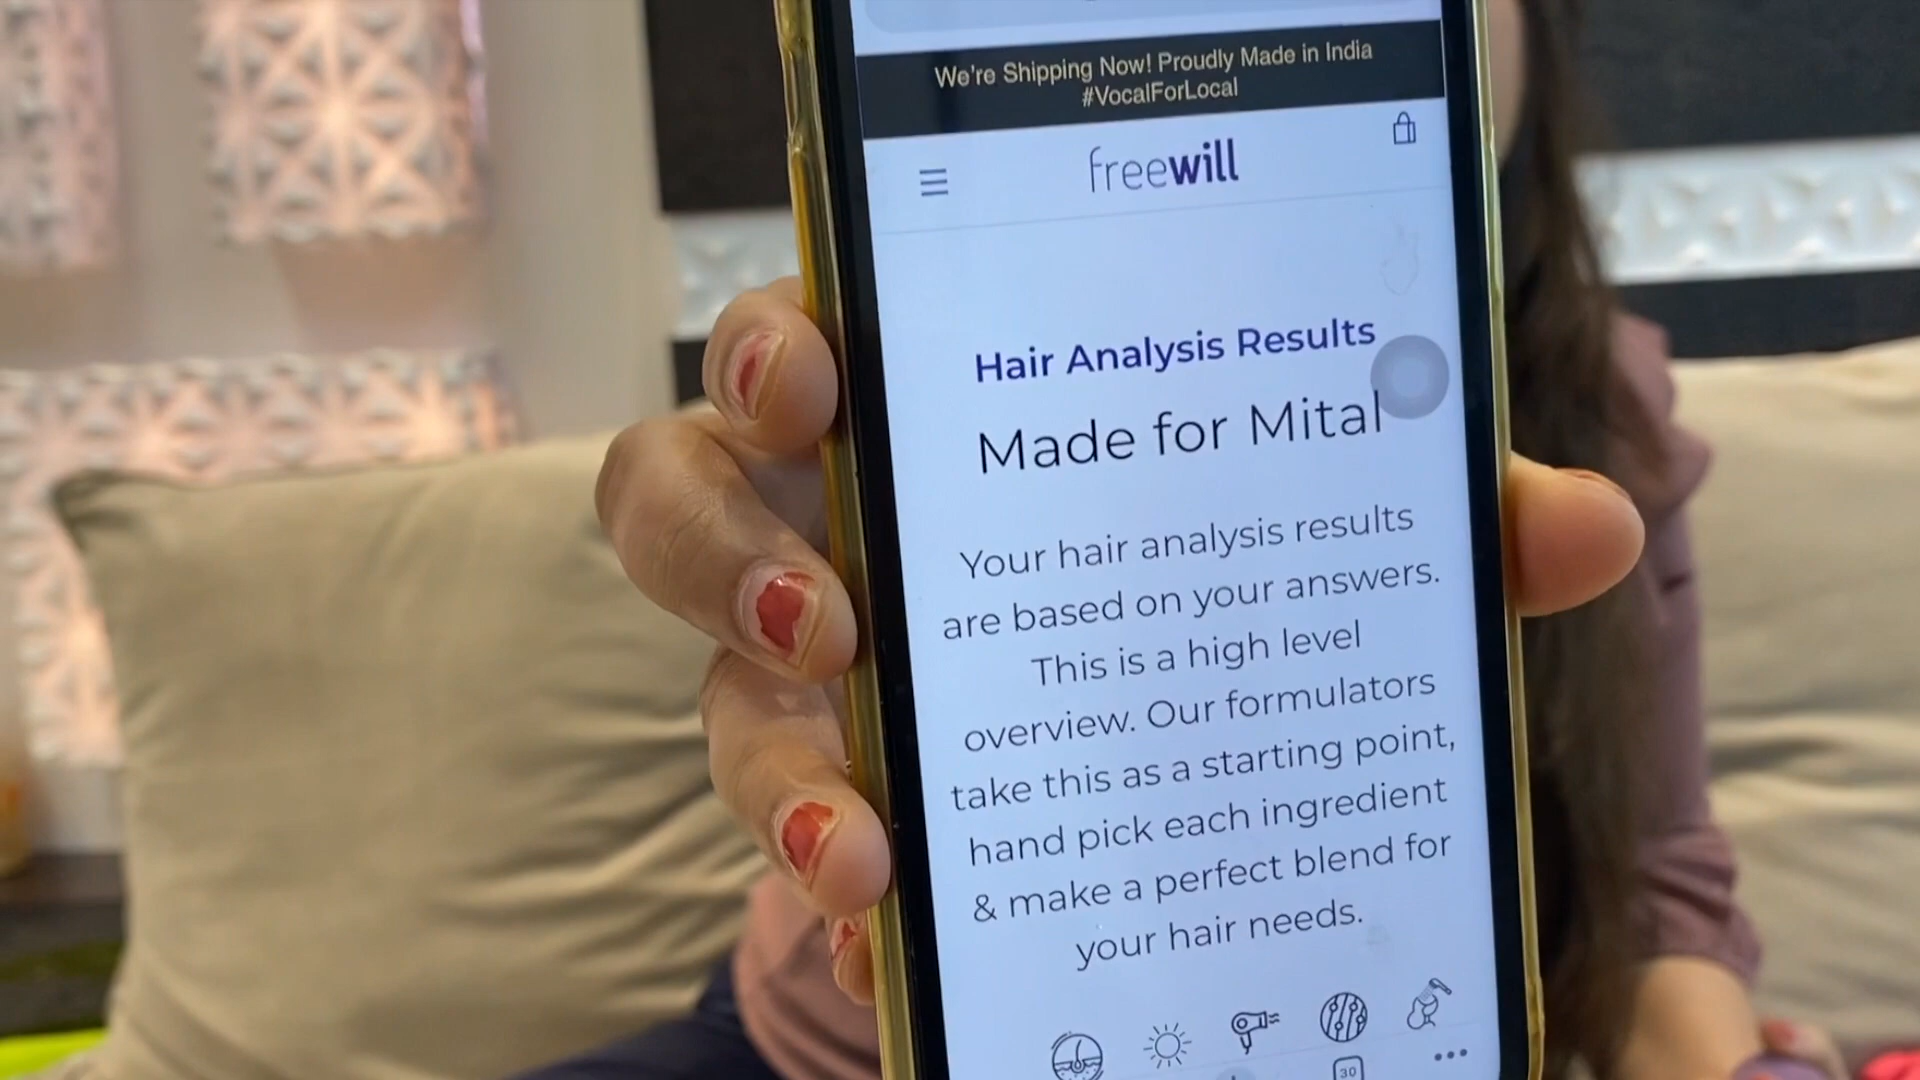 We're Shipping Now! Proudly Made in India
#VocalForLocal
freewill
Hair Analysis Results
Made for Mital
Your hair analysis results
are based on your answers.
This is a high level
overview. Our formulators
take this as a starting point,
hand pick each ingredient
& make a perfect blend for
your hair needs.
30